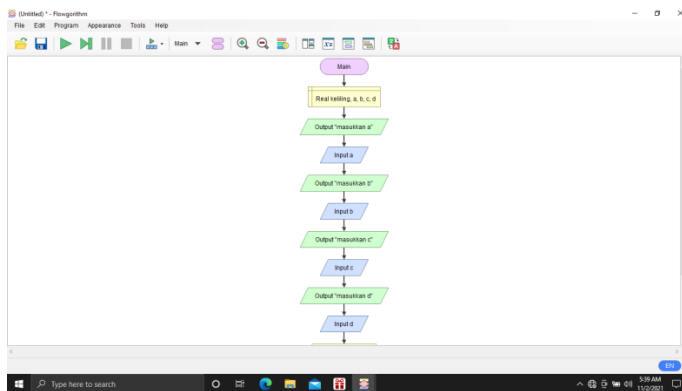 (Untitled) * - Flowgorithm
File Edit Program Appearance Tools Help
Main
Main
Real keliling, a, b, c, d
Output "masukkan a"
Input a
Output "masukkan b"
Input b
Output "masukkan c"
Input c
Output "masukkan d"
Input d
EN
Type here to search
5:39 AM
11/2/2021